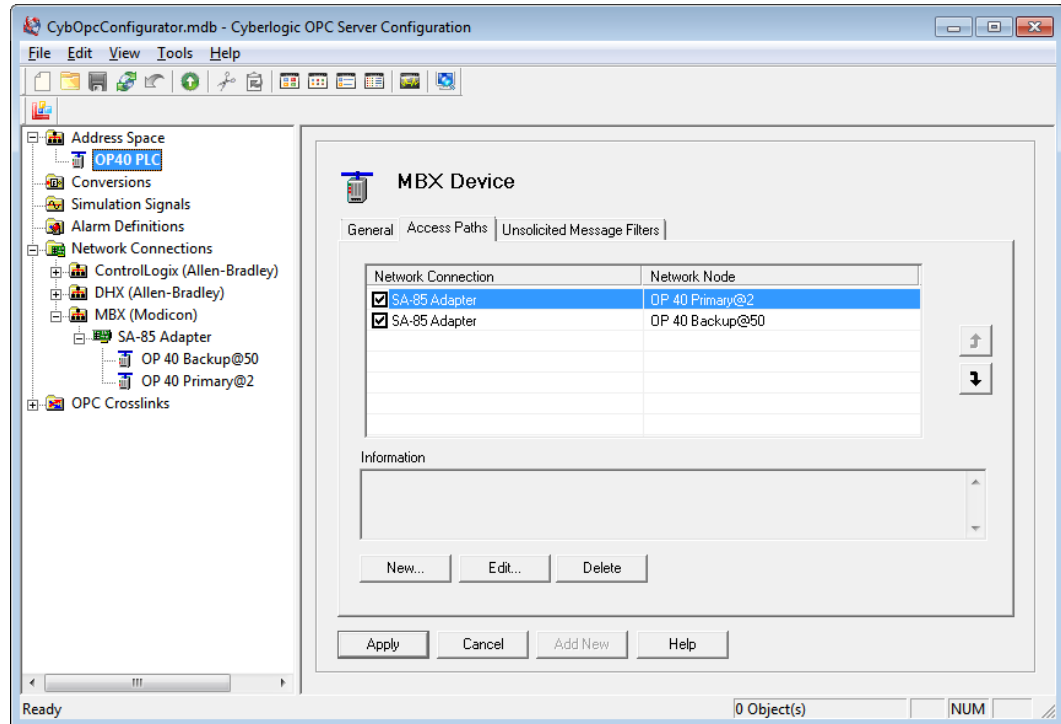 CybOpcConfigurator.mdb - Cyberlogic OPC Server Configuration
File Edit View Tools Help
Address Space
OP40 PLC
Conversions
Simulation Signals
Alarm Definitions
Network Connections
ControlLogix (Allen-Bradley)
DHX (Allen-Bradley)
MBX (Modicon)
SA-85 Adapter
OP 40 Backup@50
OP 40 Primary@2
OPC Crosslinks
MBX Device
General Access Paths Unsolicited Message Filters
Network Connection Network Node
SA-85 Adapter OP 40 Primary@2
SA-85 Adapter OP 40 Backup@50
Information
New... Edit... Delete
Apply Cancel Add New Help
Ready 0 Object(s) NUM